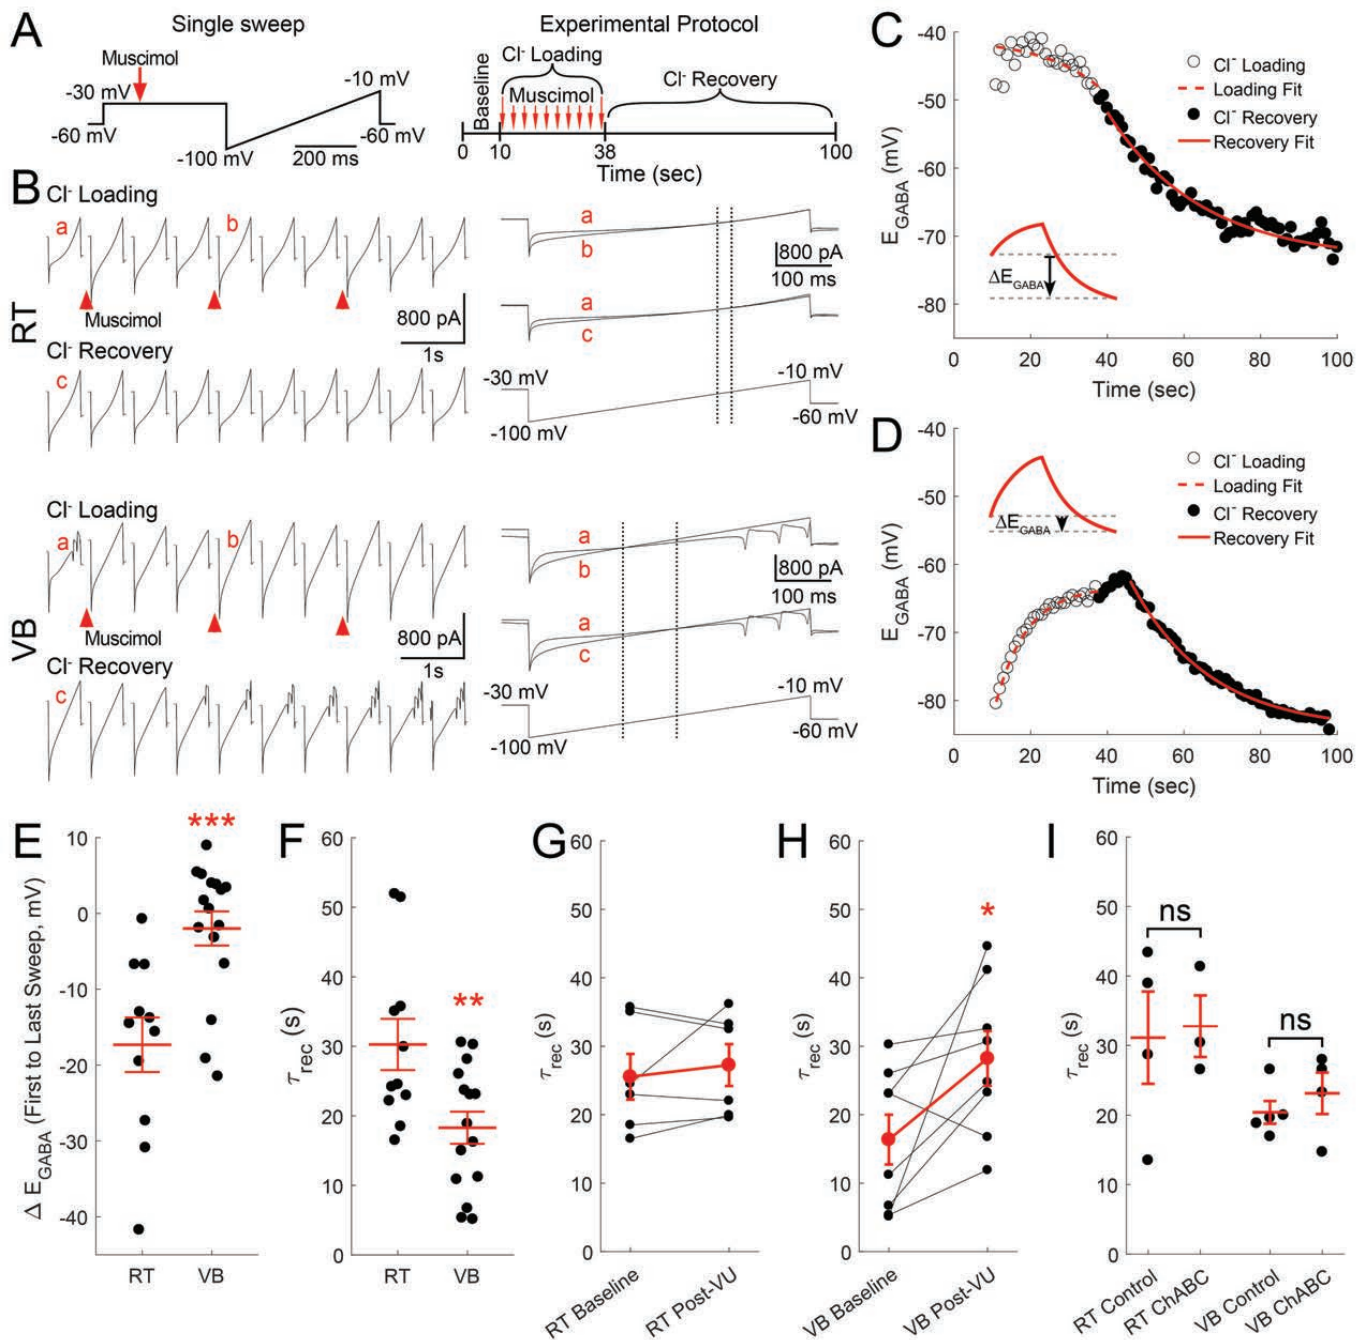 A
Single sweep
Muscimol
-30 mV
-10 mV
-60 mV
-60 mV
-100 mV
200 ms
Experimental Protocol
Cl⁻ Loading
Baseline
Muscimol
Cl⁻ Recovery
0
10
38
100
Time (sec)
B
Cl⁻ Loading
a
b
RT
Muscimol
800 pA
1s
Cl⁻ Recovery
c
a
b
800 pA
100 ms
a
c
-30 mV
-10 mV
-100 mV
-60 mV
Cl⁻ Loading
a
b
VB
Muscimol
800 pA
1s
Cl⁻ Recovery
c
a
b
800 pA
100 ms
a
c
-30 mV
-10 mV
-100 mV
-60 mV
C
-40
-50
-60
-70
-80
E_GABA (mV)
Cl⁻ Loading
Loading Fit
Cl⁻ Recovery
Recovery Fit
ΔE_GABA
0 20 40 60 80 100
Time (sec)
D
-40
-50
-60
-70
-80
E_GABA (mV)
Cl⁻ Loading
Loading Fit
Cl⁻ Recovery
Recovery Fit
ΔE_GABA
0 20 40 60 80 100
Time (sec)
E
***
10
0
-10
-20
-30
-40
Δ E_GABA (First to Last Sweep, mV)
RT VB
F
60
50
40
30
20
10
0
τ_rec (s)
**
RT VB
G
60
50
40
30
20
10
0
τ_rec (s)
RT Baseline
RT Post-VU
H
60
50
40
30
20
10
0
τ_rec (s)
*
VB Baseline
VB Post-VU
I
60
50
40
30
20
10
0
τ_rec (s)
ns
ns
RT Control
RT ChABC
VB Control
VB ChABC